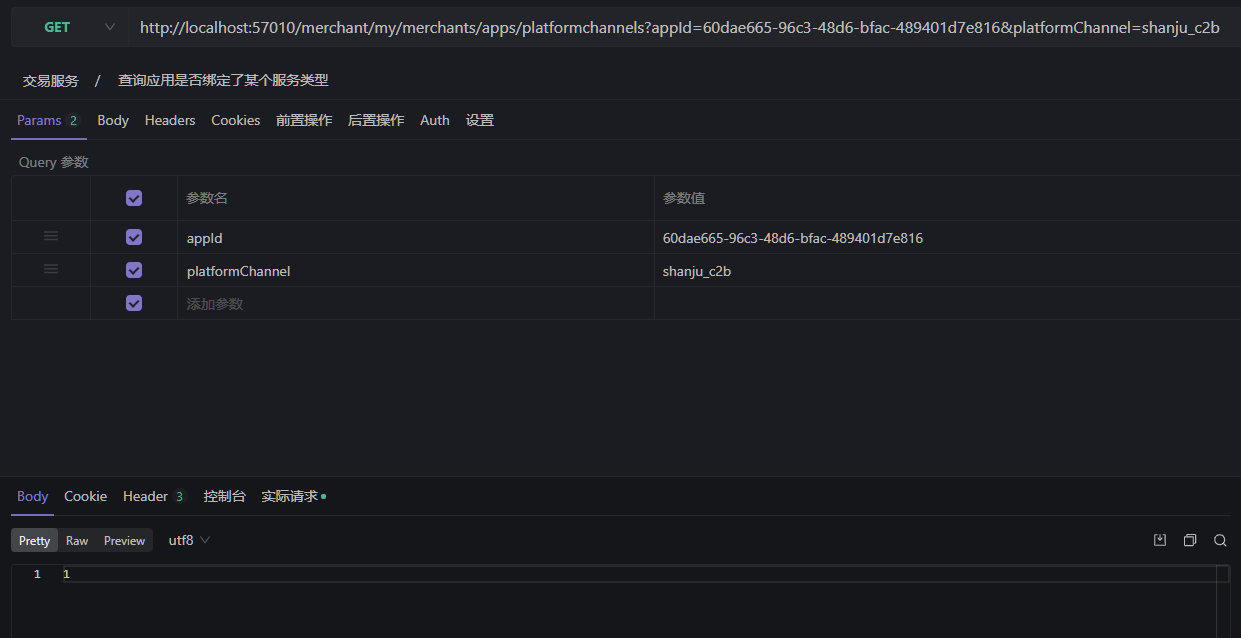 GET http://localhost:57010/merchant/my/merchants/apps/platformchannels?appId=60dae665-96c3-48d6-bfac-489401d7e816&platformChannel=shanju_c2b
交易服务 / 查询应用是否绑定了某个服务类型
Params 2 Body Headers Cookies 前置操作 后置操作 Auth 设置
Query 参数
参数名 参数值
appId 60dae665-96c3-48d6-bfac-489401d7e816
platformChannel shanju_c2b
添加参数
Body Cookie Header 3 控制台 实际请求
Pretty Raw Preview utf8
1 1